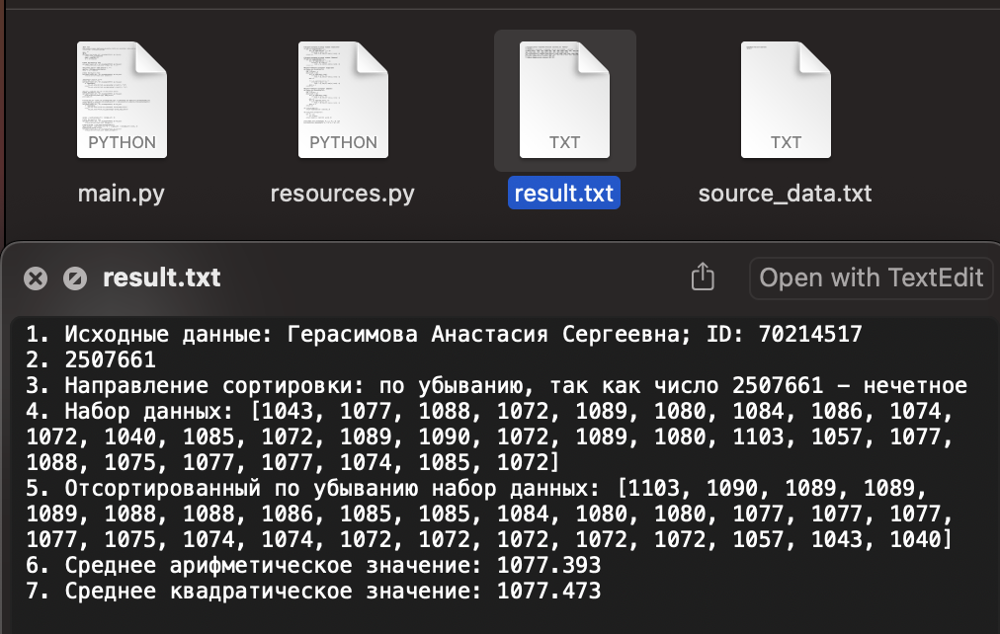 PYTHON PYTHON TXT TXT
main.py resources.py result.txt source_data.txt
result.txt Open with TextEdit
1. Исходные данные: Герасимова Анастасия Сергеевна; ID: 70214517
2. 2507661
3. Направление сортировки: по убыванию, так как число 2507661 – нечетное
4. Набор данных: [1043, 1077, 1088, 1072, 1089, 1080, 1084, 1086, 1074,
1072, 1040, 1085, 1072, 1089, 1090, 1072, 1089, 1080, 1103, 1057, 1077,
1088, 1075, 1077, 1077, 1074, 1085, 1072]
5. Отсортированный по убыванию набор данных: [1103, 1090, 1089, 1089,
1089, 1088, 1088, 1086, 1085, 1085, 1084, 1080, 1080, 1077, 1077, 1077,
1077, 1075, 1074, 1074, 1072, 1072, 1072, 1072, 1072, 1057, 1043, 1040]
6. Среднее арифметическое значение: 1077.393
7. Среднее квадратическое значение: 1077.473